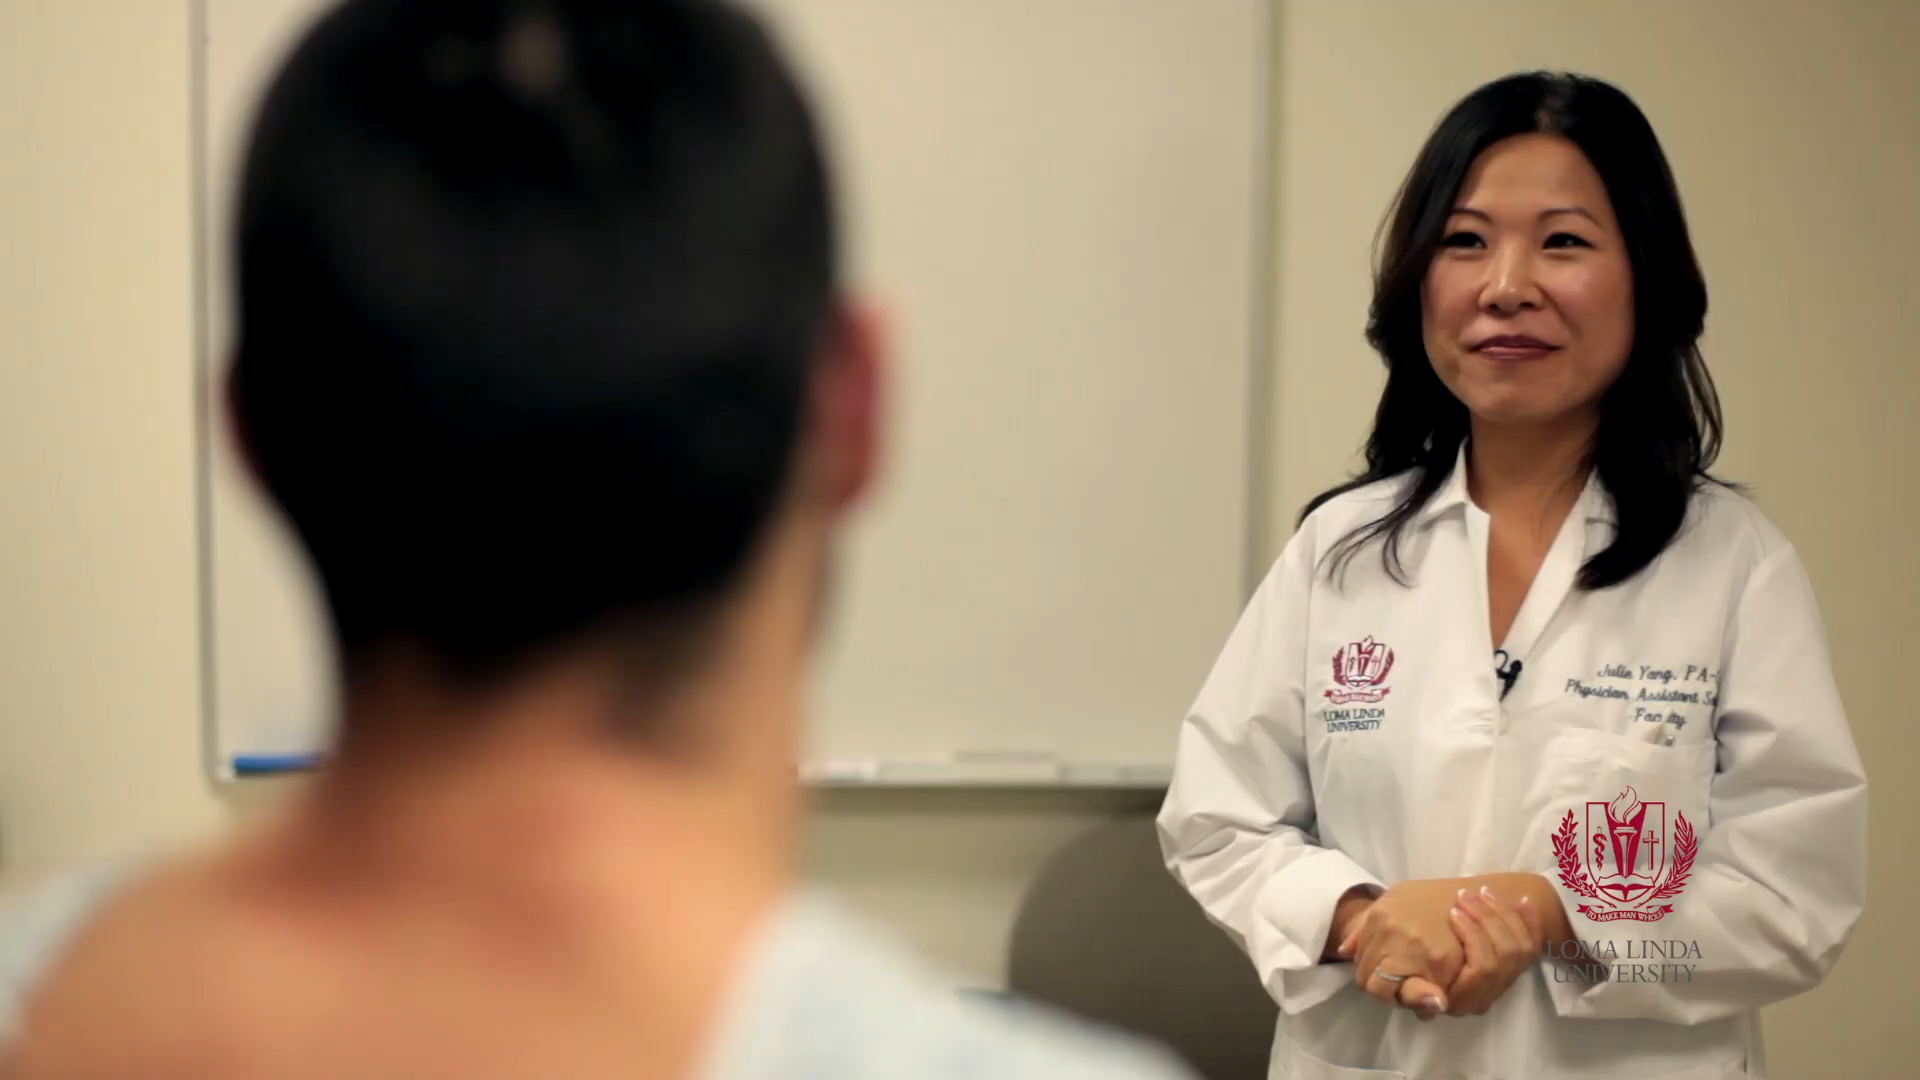 LOMA LINDA
UNIVERSITY
Julie Yang, PA-
Physician Assistant
Faculty
TO MAKE MAN WHOLE
LOMA LINDA
UNIVERSITY